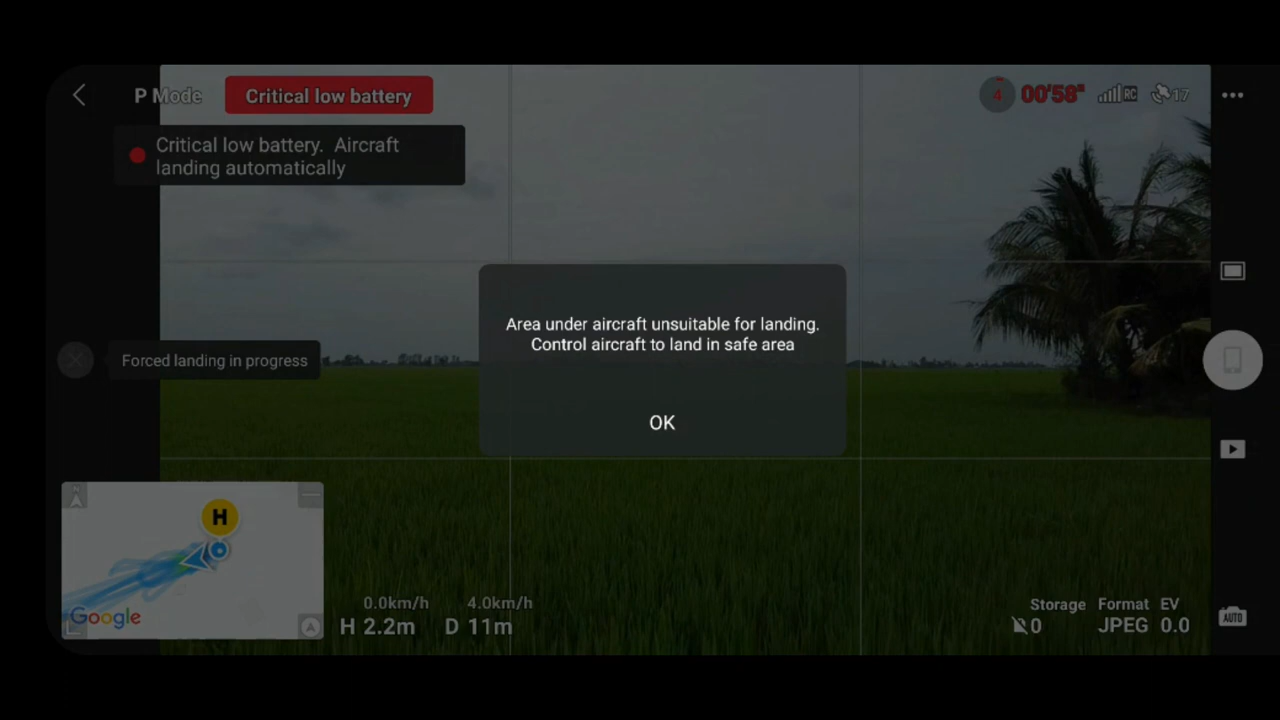 P Mode
Critical low battery
4
00'58"
RC
17
Critical low battery. Aircraft
landing automatically
Area under aircraft unsuitable for landing.
Control aircraft to land in safe area
OK
Forced landing in progress
N
H
Google
0.0km/h 4.0km/h
H 2.2m D 11m
Storage Format EV
0 JPEG 0.0
AUTO